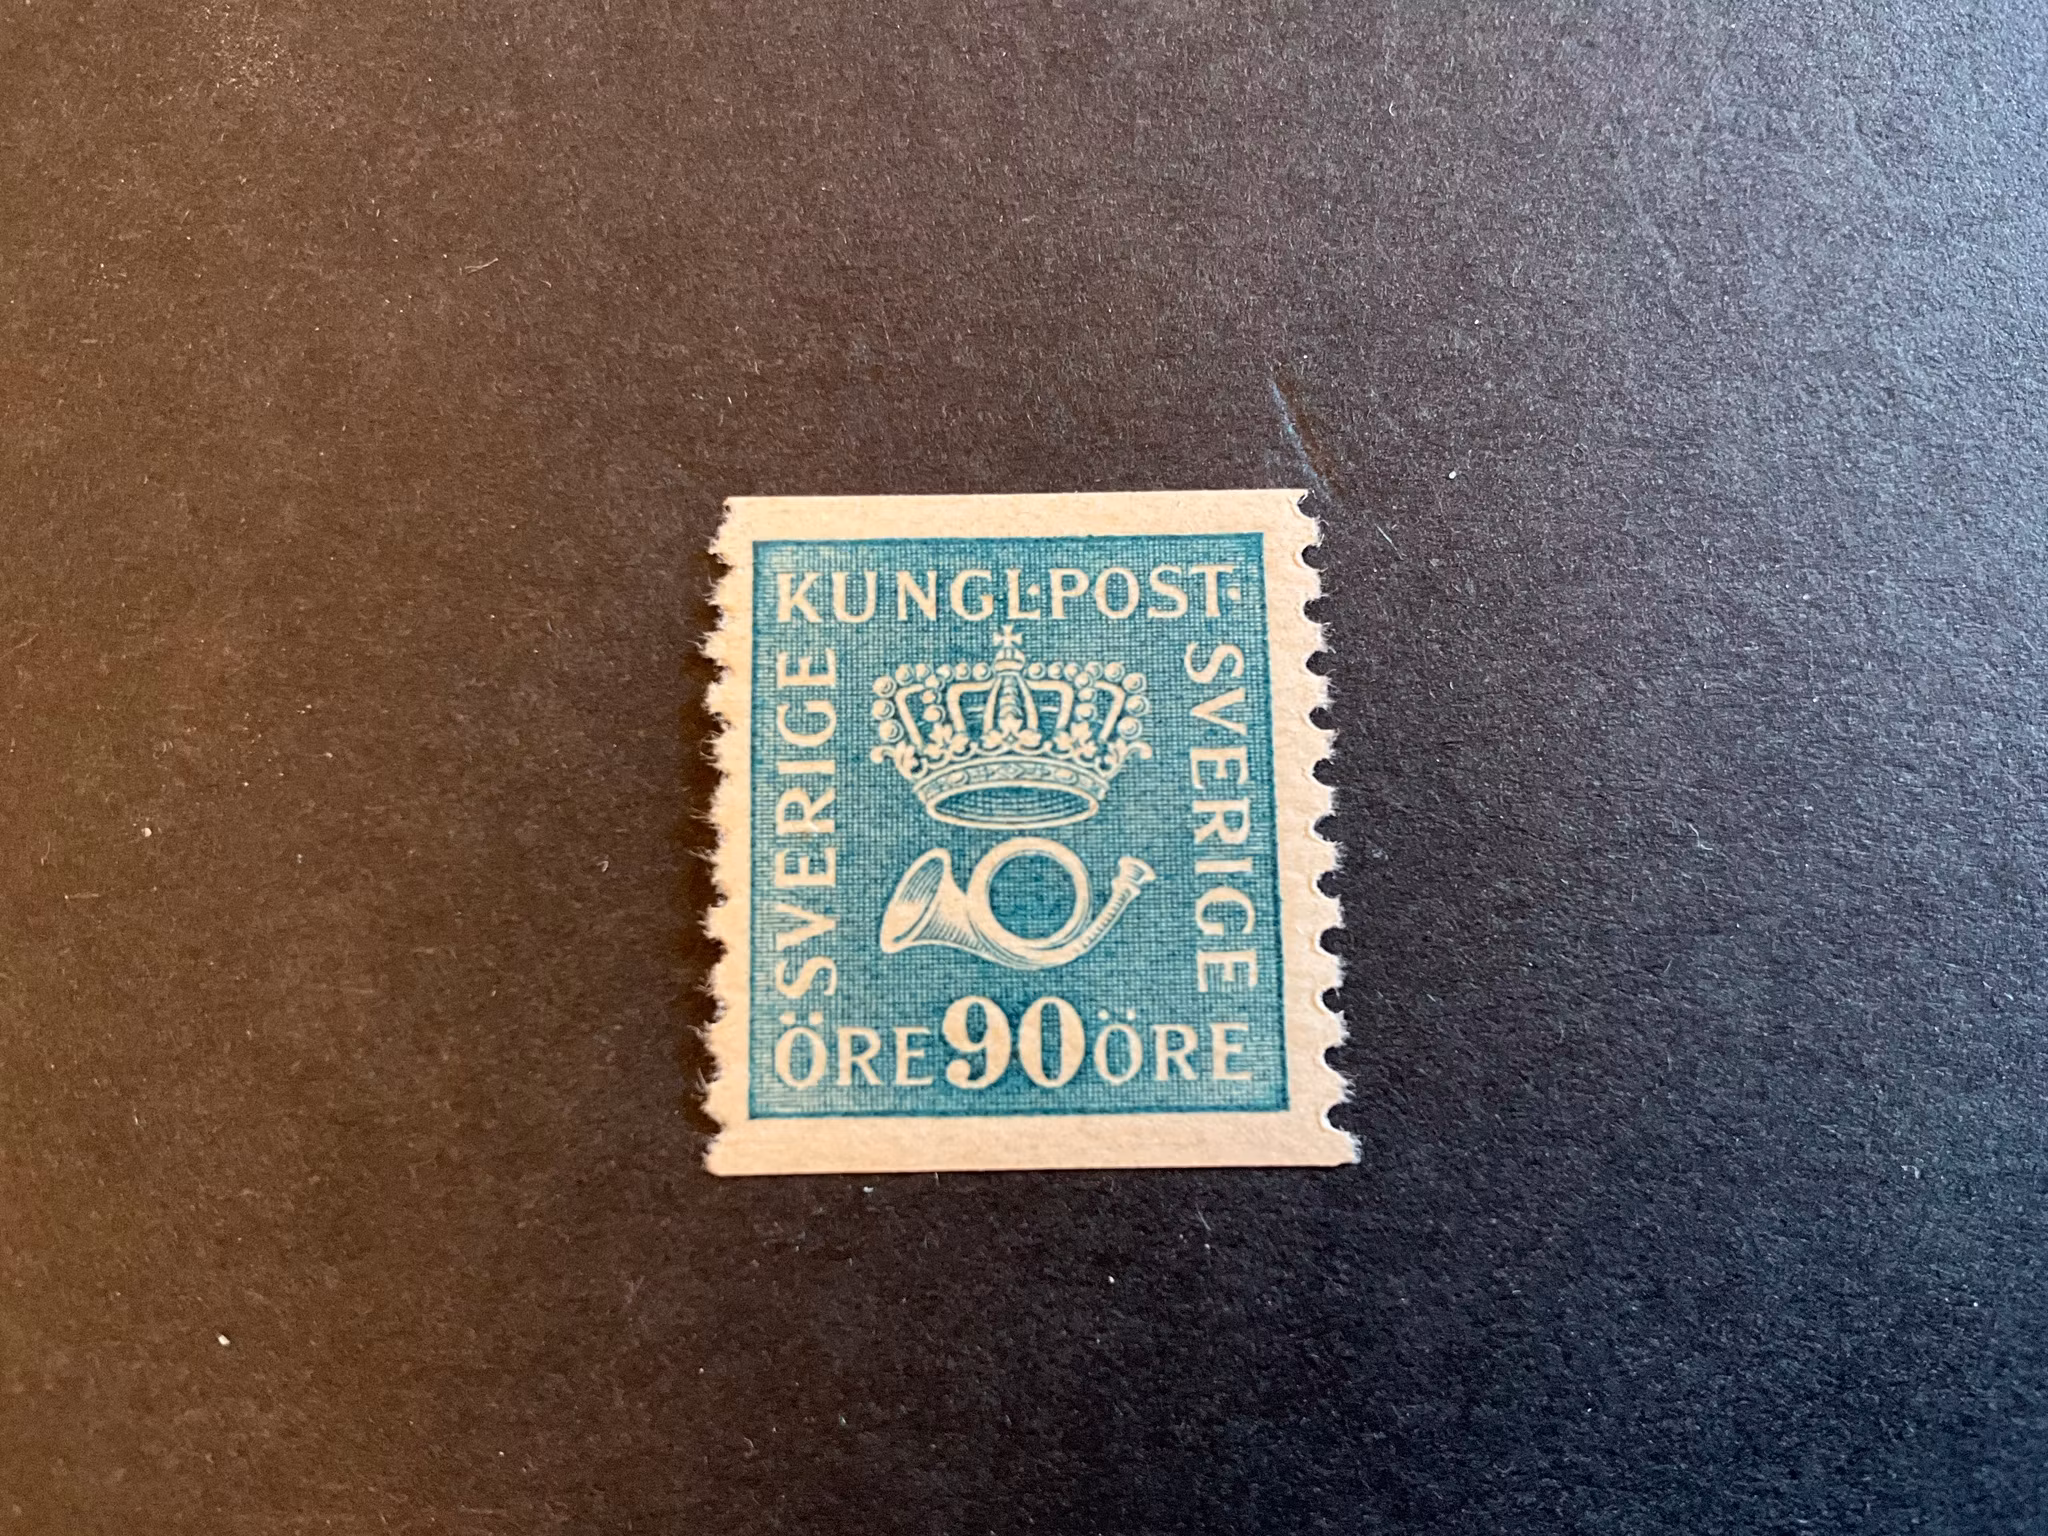 KUNGL·POST·
SVERIGE
SVERIGE
ÖRE 90 ÖRE